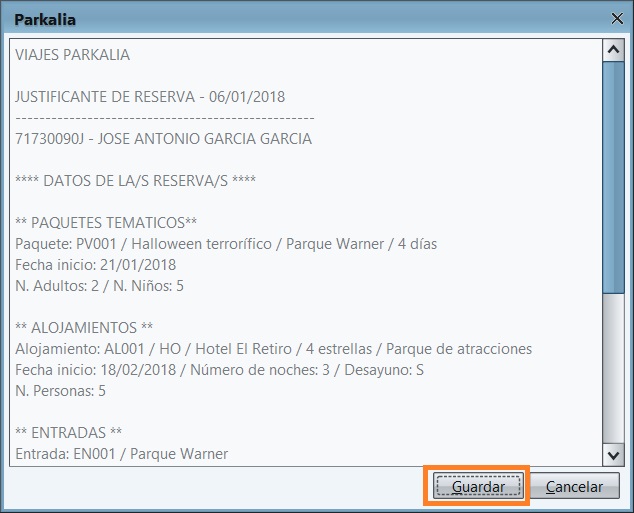 Parkalia
VIAJES PARKALIA
JUSTIFICANTE DE RESERVA - 06/01/2018
--------------------------------------------------
71730090J - JOSE ANTONIO GARCIA GARCIA
**** DATOS DE LA/S RESERVA/S ****
** PAQUETES TEMATICOS**
Paquete: PV001 / Halloween terrorífico / Parque Warner / 4 días
Fecha inicio: 21/01/2018
N. Adultos: 2 / N. Niños: 5
** ALOJAMIENTOS **
Alojamiento: AL001 / HO / Hotel El Retiro / 4 estrellas / Parque de atracciones
Fecha inicio: 18/02/2018 / Número de noches: 3 / Desayuno: S
N. Personas: 5
** ENTRADAS **
Entrada: EN001 / Parque Warner
Guardar Cancelar